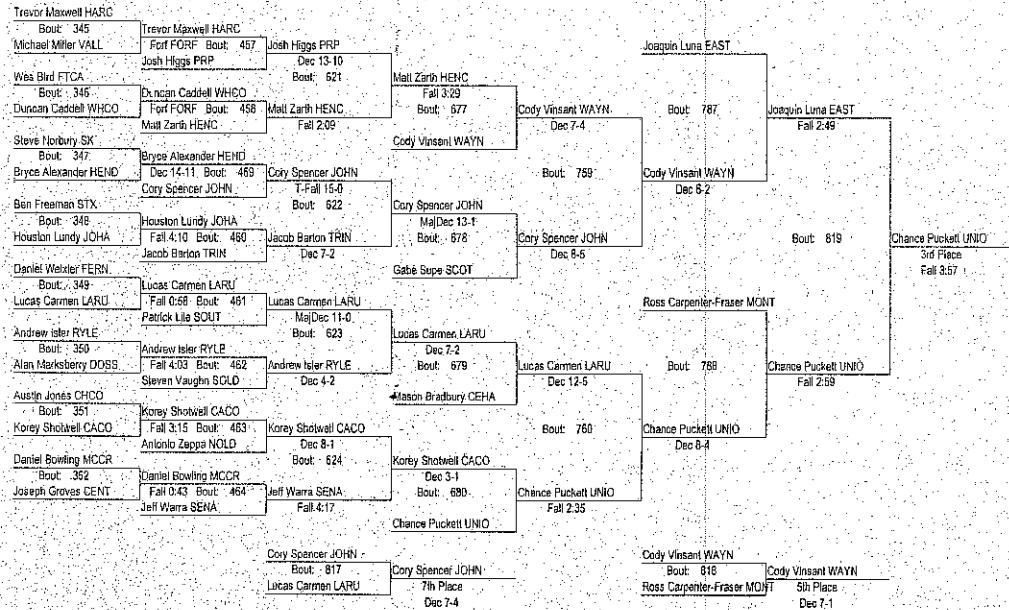 Trevor Maxwell HARC
Bout: 345
Michael Miller VALL
Wes Bird FTCA
Bout: 346
Duncan Caddell WHCO
Steve Norbury SX
Bout: 347
Bryce Alexander HEND
Ben Freeman STX
Bout: 348
Houston Lundy JOHA
Daniel Weixler FERN
Bout: 349
Lucas Carmen LARU
Andrew Isler RYLE
Bout: 350
Alan Marksberry DOSS
Austin Jones CHCO
Bout: 351
Korey Shotwell CACO
Daniel Bowling MCCR
Bout: 352
Joseph Groves CENT
Trevor Maxwell HARC
Forf FORF Bout: 457
Josh Higgs PRP
Duncan Caddell WHCO
Forf FORF Bout: 458
Matt Zarth HENC
Bryce Alexander HEND
Dec 14-11 Bout: 459
Cory Spencer JOHN
Houston Lundy JOHA
Fall 4:10 Bout: 460
Jacob Barton TRIN
Lucas Carmen LARU
Fall 0:58 Bout: 461
Patrick Lile SOUT
Andrew Isler RYLE
Fall 4:03 Bout: 462
Steven Vaughn SOLD
Korey Shotwell CACO
Fall 3:15 Bout: 463
Antonio Zeppa NOLD
Daniel Bowling MCCR
Fall 0:43 Bout: 464
Jeff Warra SENA
Josh Higgs PRP
Dec 13-10
Bout: 621
Matt Zarth HENC
Fall 2:09
Cory Spencer JOHN
T-Fall 15-0
Bout: 622
Jacob Barton TRIN
Dec 7-2
Lucas Carmen LARU
MajDec 11-0
Bout: 623
Andrew Isler RYLE
Dec 4-2
Korey Shotwell CACO
Dec 8-1
Bout: 624
Jeff Warra SENA
Fall 4:17
Matt Zarth HENC
Fall 3:29
Bout: 677
Cody Vinsant WAYN
Cory Spencer JOHN
MajDec 13-1
Bout: 678
Gabe Supe SCOT
Lucas Carmen LARU
Dec 7-2
Bout: 679
Mason Bradbury CEHA
Korey Shotwell CACO
Dec 3-1
Bout: 680
Chance Puckett UNIO
Cody Vinsant WAYN
Dec 7-4
Bout: 759
Cory Spencer JOHN
Dec 8-5
Lucas Carmen LARU
Dec 12-5
Bout: 760
Chance Puckett UNIO
Fall 2:35
Joaquin Luna EAST
Bout: 787
Cody Vinsant WAYN
Dec 6-2
Ross Carpenter-Fraser MONT
Bout: 788
Chance Puckett UNIO
Dec 8-4
Joaquin Luna EAST
Fall 2:49
Bout: 819
Chance Puckett UNIO
Fall 2:59
Chance Puckett UNIO
3rd Place
Fall 3:57
Cory Spencer JOHN
Bout: 817
Lucas Carmen LARU
Cory Spencer JOHN
7th Place
Dec 7-4
Cody Vinsant WAYN
Bout: 818
Ross Carpenter-Fraser MONT
Cody Vinsant WAYN
5th Place
Dec 7-1